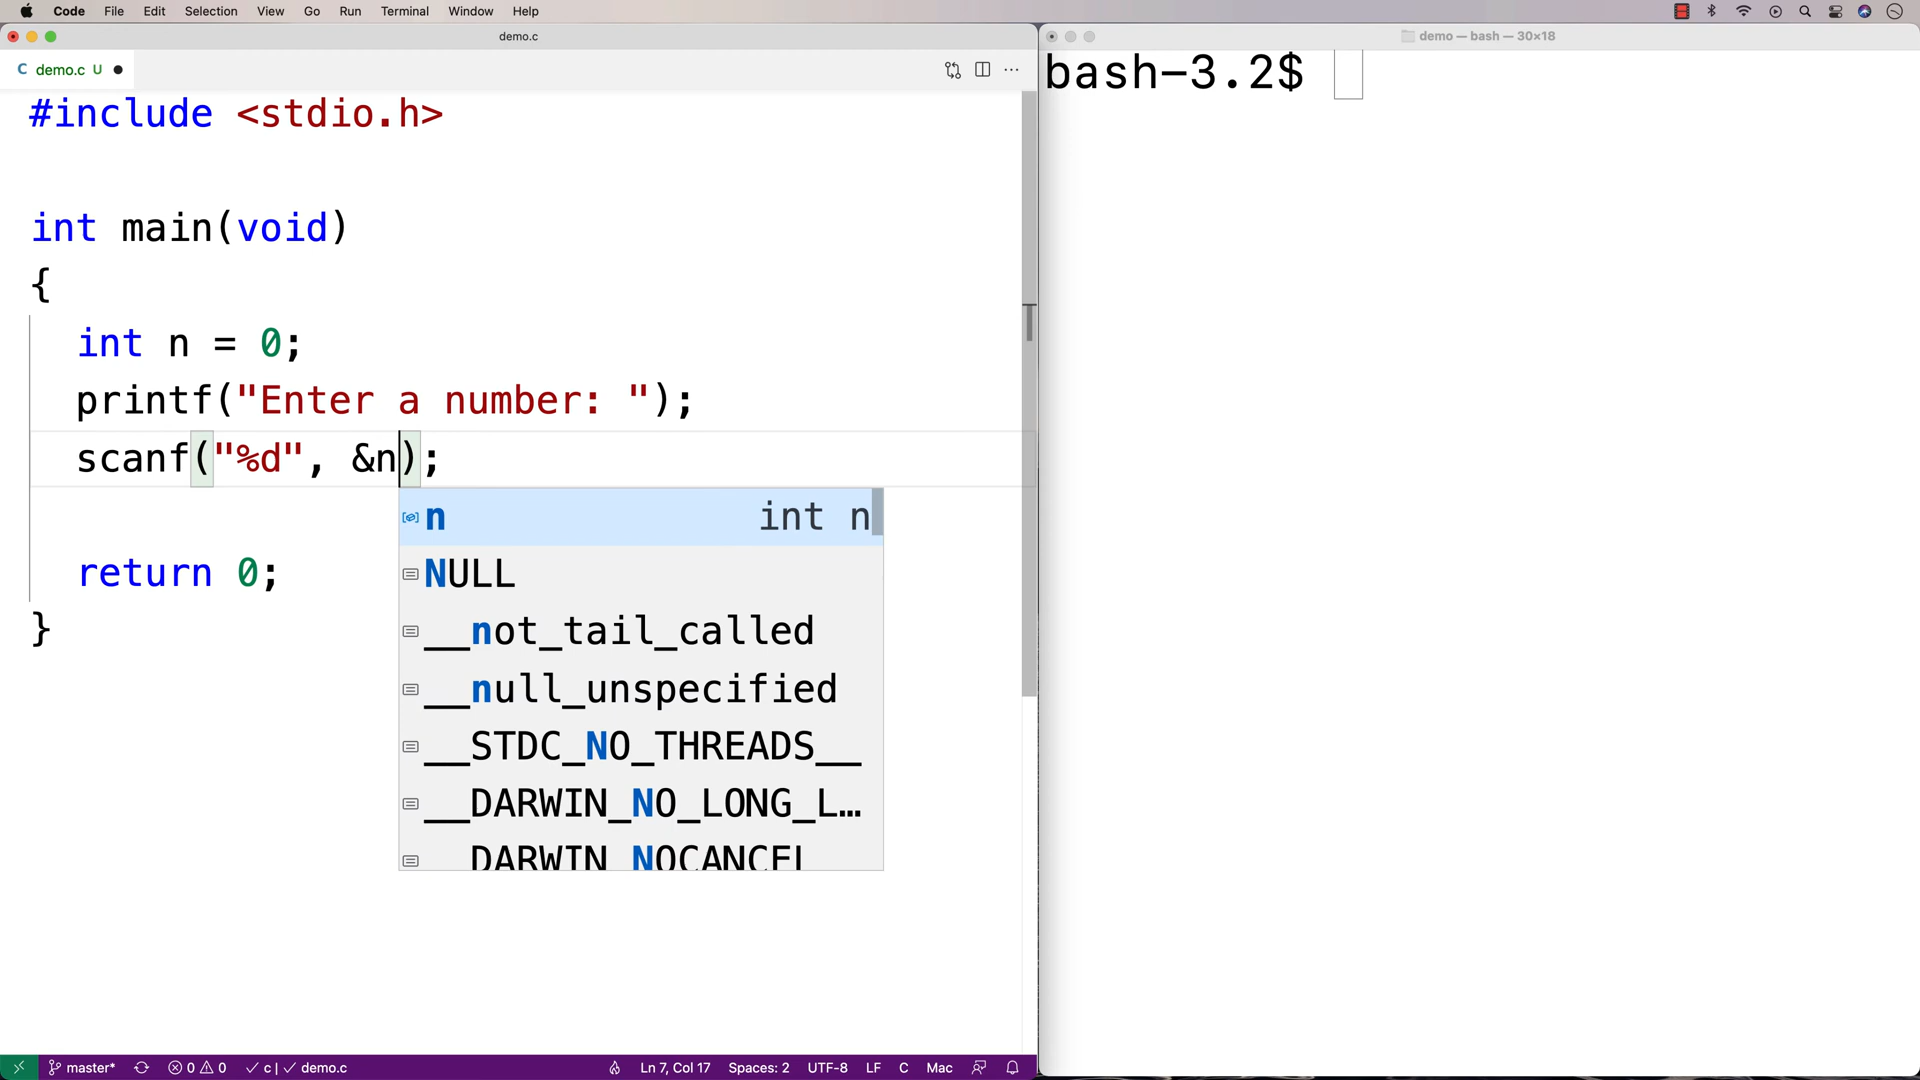 Code File Edit Selection View Go Run Terminal Window Help
demo.c
demo — bash — 30×18
C demo.c U
bash-3.2$
#include <stdio.h>
int main(void)
{
int n = 0;
printf("Enter a number: ");
scanf("%d", &n);
n int n
NULL
__not_tail_called
__null_unspecified
__STDC_NO_THREADS__
__DARWIN_NO_LONG_L…
__DARWIN_NOCANCEL
return 0;
}
master* 0 0 c | demo.c Ln 7, Col 17 Spaces: 2 UTF-8 LF C Mac